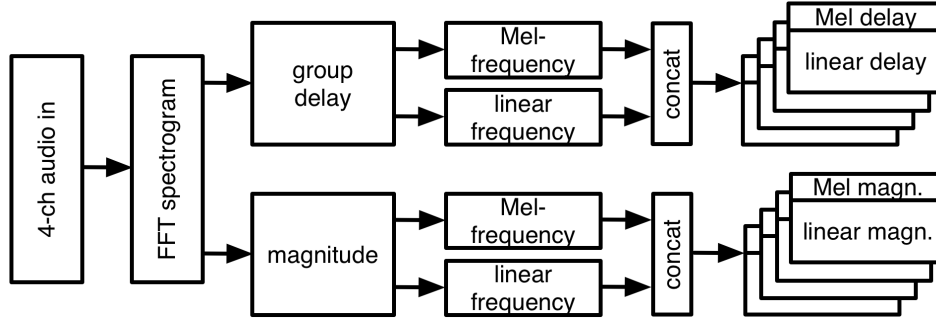 4-ch audio in
FFT spectrogram
group
delay
Mel-
frequency
linear
frequency
concat
Mel delay
linear delay
magnitude
Mel-
frequency
linear
frequency
concat
Mel magn.
linear magn.